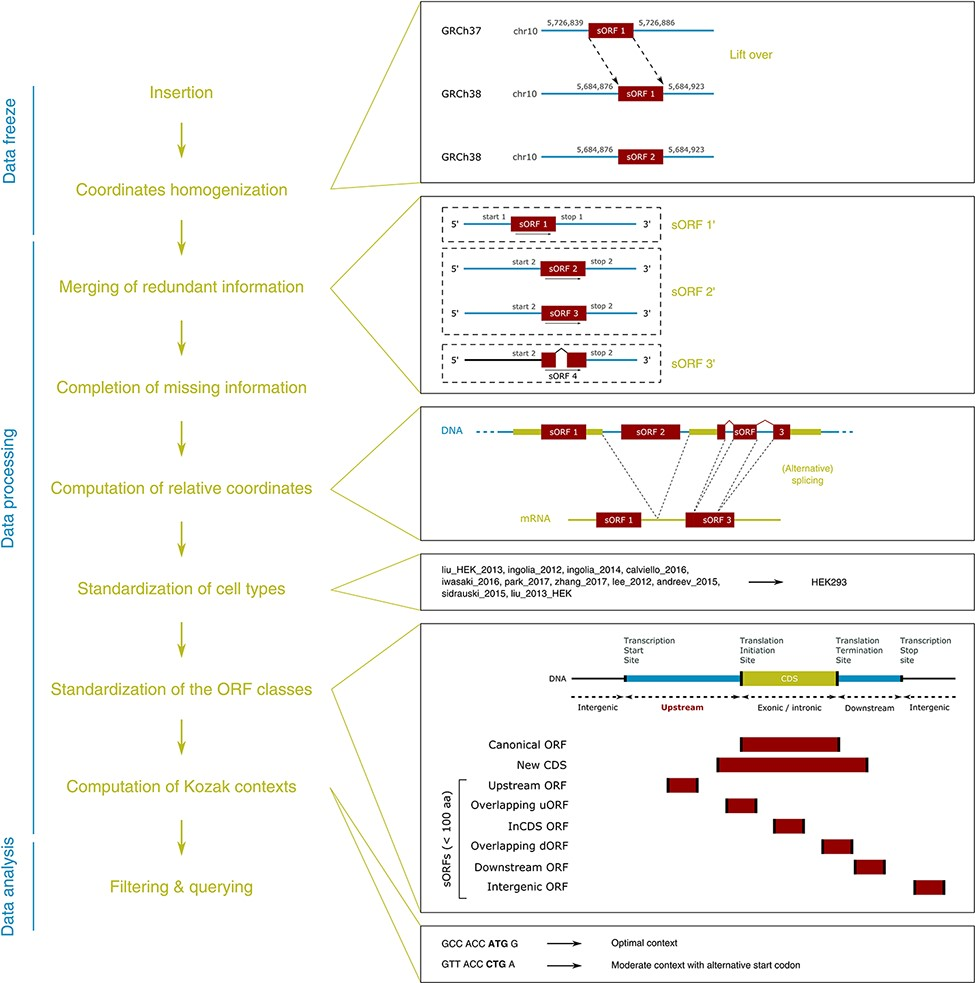 Data freeze
Data processing
Data analysis
Insertion
Coordinates homogenization
Merging of redundant information
Completion of missing information
Computation of relative coordinates
Standardization of cell types
Standardization of the ORF classes
Computation of Kozak contexts
Filtering & querying
GRCh37 chr10 5,726,839 sORF 1 5,726,886
Lift over
GRCh38 chr10 5,684,876 sORF 1 5,684,923
GRCh38 chr10 5,684,876 sORF 2 5,684,923
5' start 1 sORF 1 stop 1 3' sORF 1'
5' start 2 sORF 2 stop 2 3'
sORF 2'
5' start 2 sORF 3 stop 2 3'
5' start 2 stop 2 3' sORF 3'
sORF 4
DNA sORF 1 sORF 2 sORF 3
(Alternative)
splicing
mRNA sORF 1 sORF 3
liu_HEK_2013, ingolia_2012, ingolia_2014, calviello_2016,
iwasaki_2016, park_2017, zhang_2017, lee_2012, andreev_2015, HEK293
sidrauski_2015, liu_2013_HEK
Transcription Translation Translation Transcription
Start Initiation Termination Stop
Site Site Site site
DNA CDS
Intergenic Upstream Exonic / intronic Downstream Intergenic
Canonical ORF
New CDS
sORFs (< 100 aa)
Upstream ORF
Overlapping uORF
InCDS ORF
Overlapping dORF
Downstream ORF
Intergenic ORF
GCC ACC ATG G Optimal context
GTT ACC CTG A Moderate context with alternative start codon